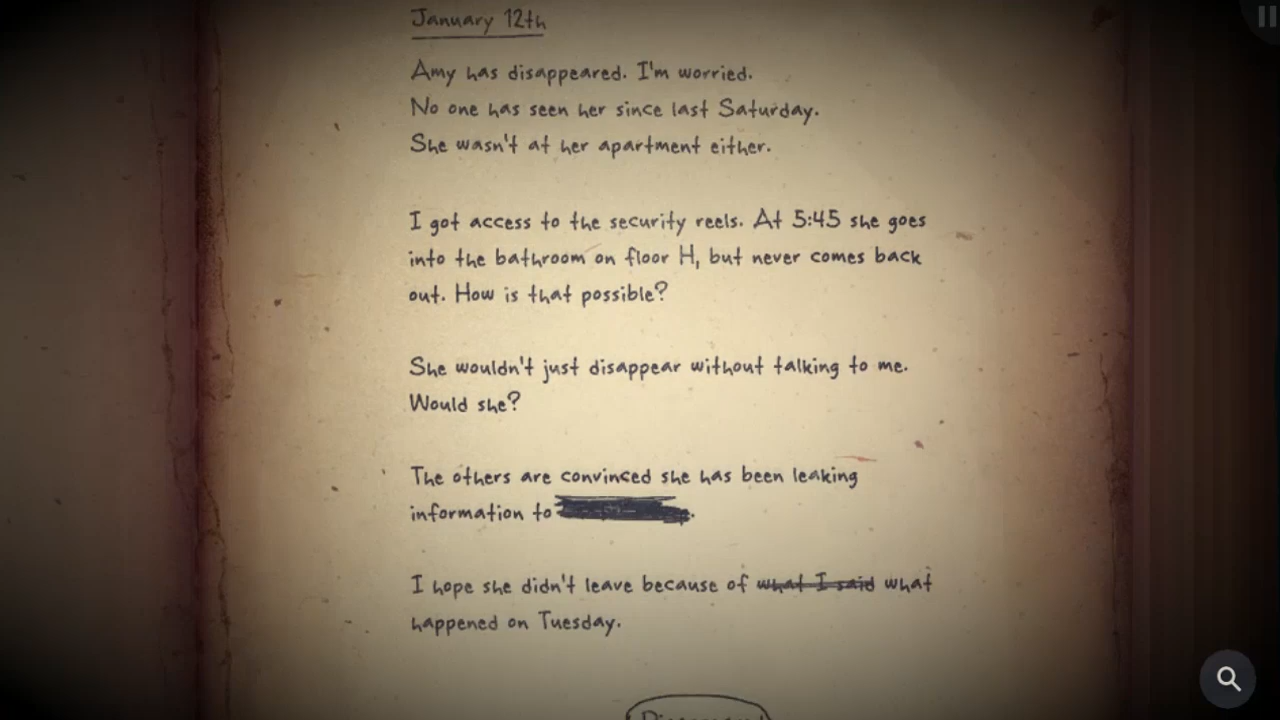 January 12th
Amy has disappeared. I'm worried.
No one has seen her since last Saturday.
She wasn't at her apartment either.
I got access to the security reels. At 5:45 she goes
into the bathroom on floor H, but never comes back
out. How is that possible?
She wouldn't just disappear without talking to me.
Would she?
The others are convinced she has been leaking
information to
I hope she didn't leave because of what I said what
happened on Tuesday.